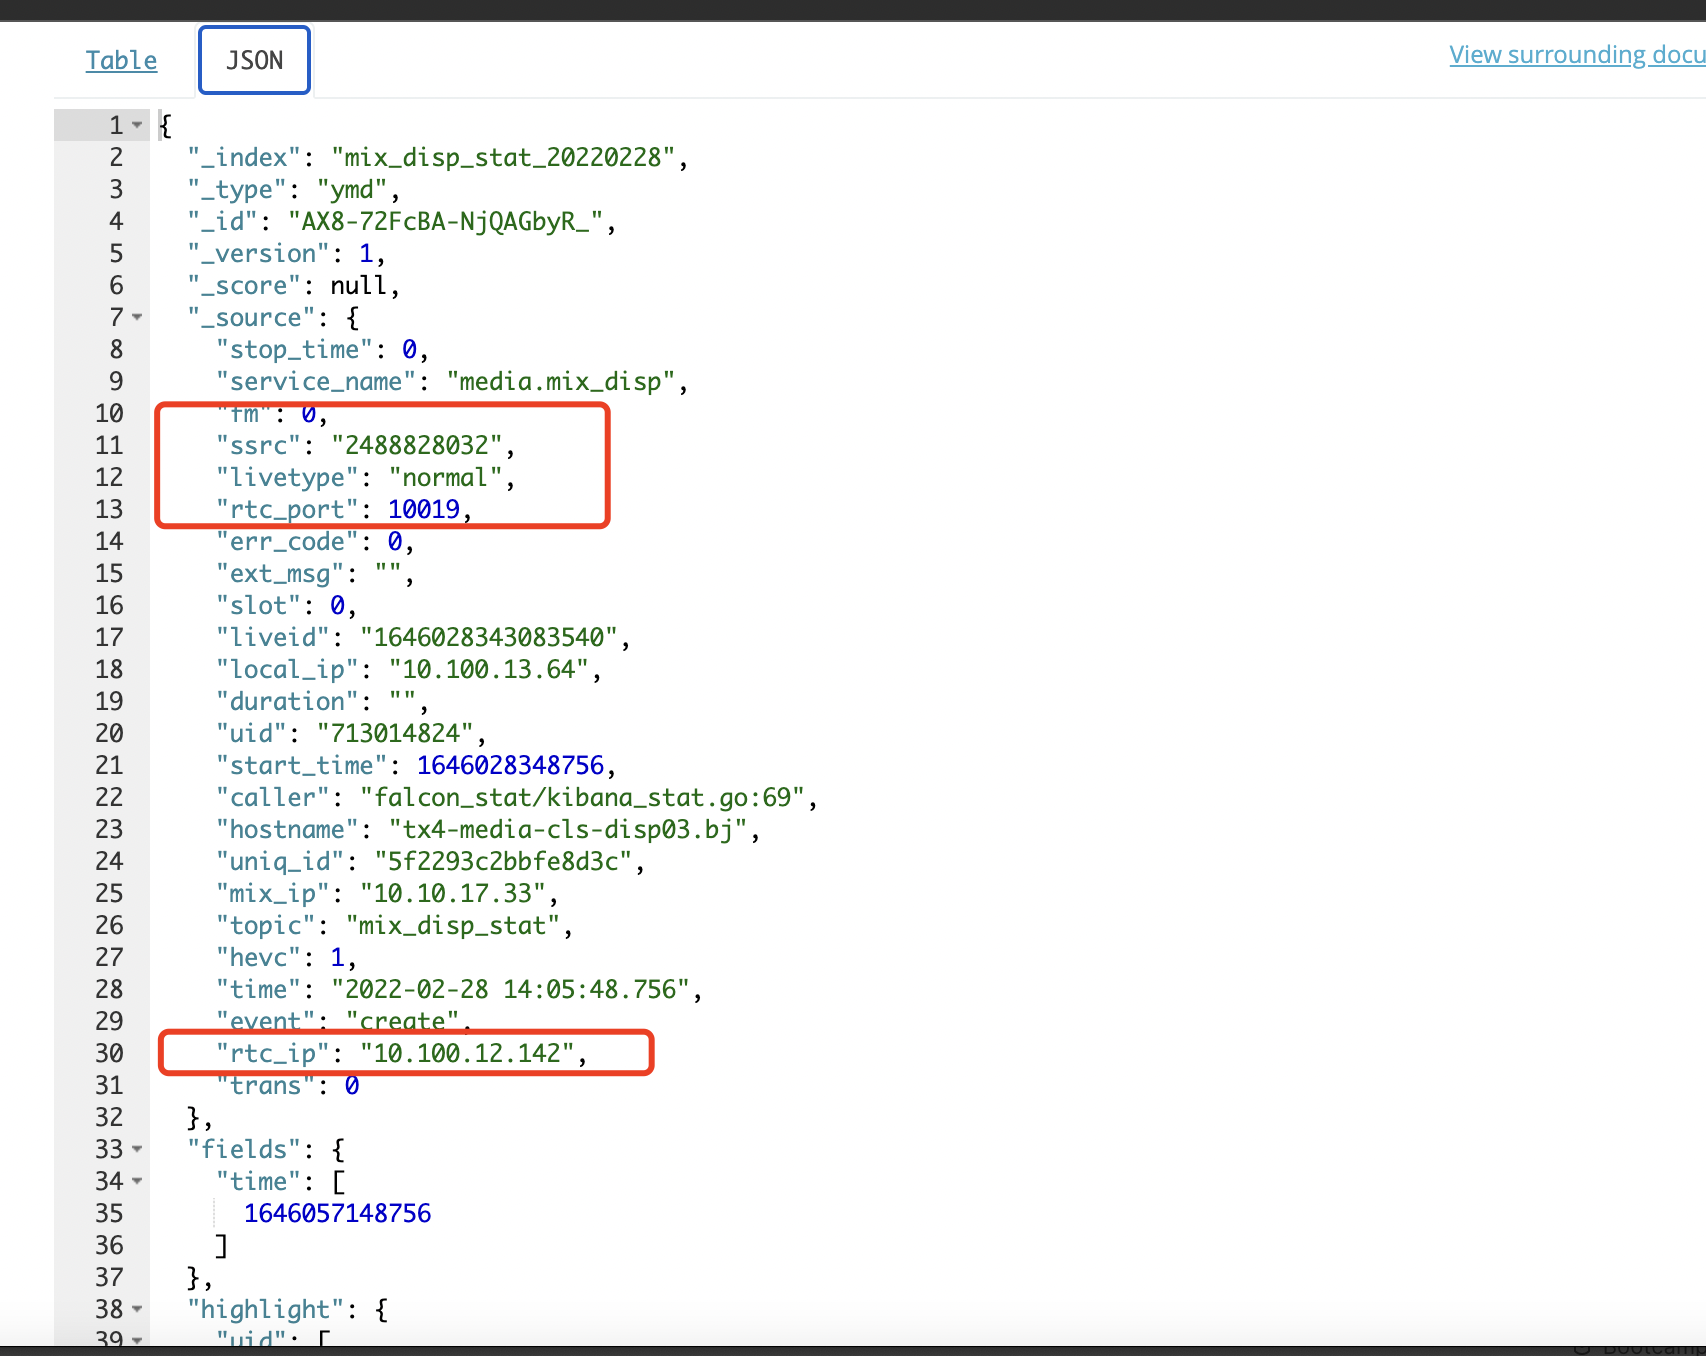 Table JSON View surrounding docu
1 {
2 "_index": "mix_disp_stat_20220228",
3 "_type": "ymd",
4 "_id": "AX8-72FcBA-NjQAGbyR_",
5 "_version": 1,
6 "_score": null,
7 "_source": {
8 "stop_time": 0,
9 "service_name": "media.mix_disp",
10 "fm": 0,
11 "ssrc": "2488828032",
12 "livetype": "normal",
13 "rtc_port": 10019,
14 "err_code": 0,
15 "ext_msg": "",
16 "slot": 0,
17 "liveid": "1646028343083540",
18 "local_ip": "10.100.13.64",
19 "duration": "",
20 "uid": "713014824",
21 "start_time": 1646028348756,
22 "caller": "falcon_stat/kibana_stat.go:69",
23 "hostname": "tx4-media-cls-disp03.bj",
24 "uniq_id": "5f2293c2bbfe8d3c",
25 "mix_ip": "10.10.17.33",
26 "topic": "mix_disp_stat",
27 "hevc": 1,
28 "time": "2022-02-28 14:05:48.756",
29 "event": "create",
30 "rtc_ip": "10.100.12.142",
31 "trans": 0
32 },
33 "fields": {
34 "time": [
35 1646057148756
36 ]
37 },
38 "highlight": {
39 "uid": [